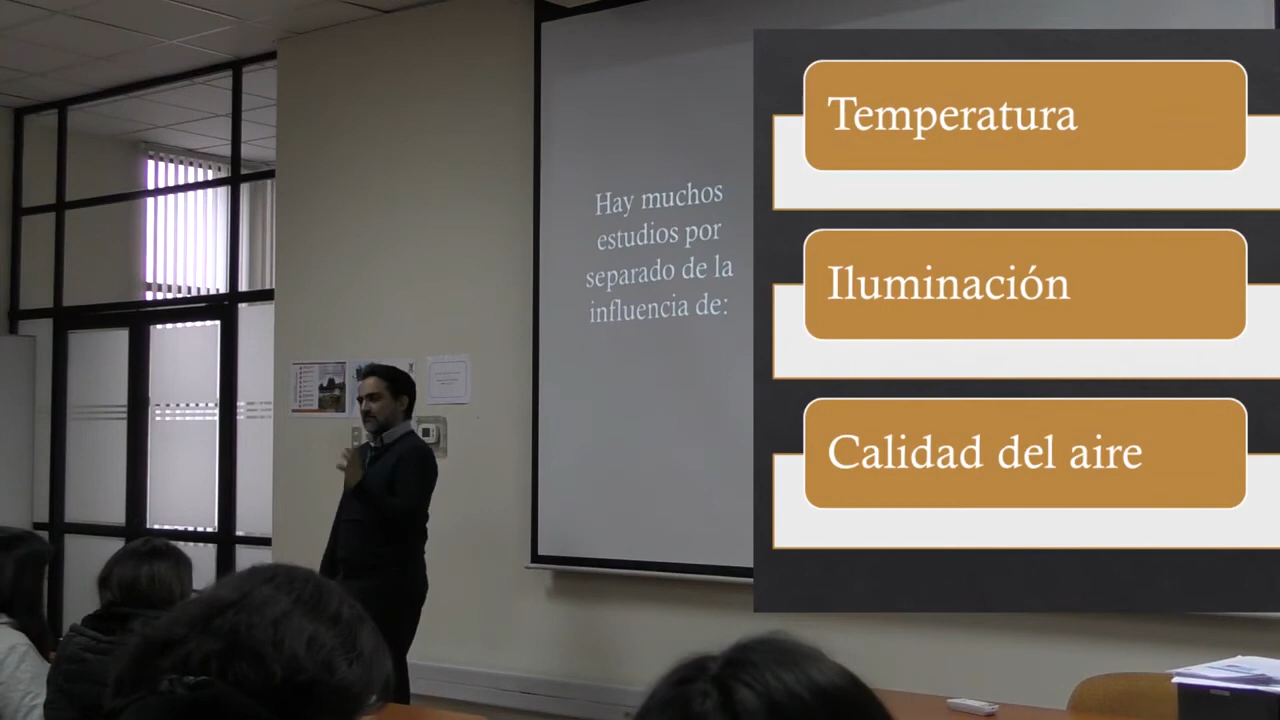 Hay muchos
estudios por
separado de la
influencia de:
Temperatura
Iluminación
Calidad del aire